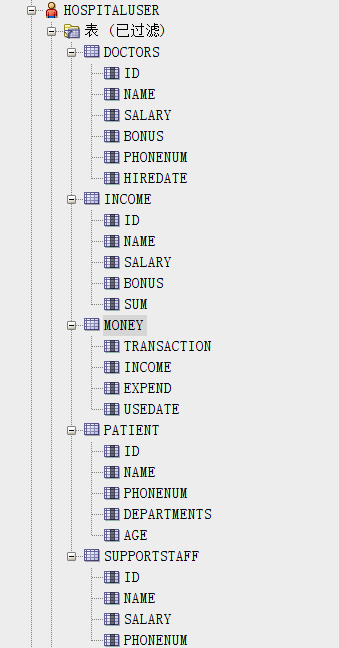 HOSPITALUSER
表 (已过滤)
DOCTORS
ID
NAME
SALARY
BONUS
PHONENUM
HIREDATE
INCOME
ID
NAME
SALARY
BONUS
SUM
MONEY
TRANSACTION
INCOME
EXPEND
USEDATE
PATIENT
ID
NAME
PHONENUM
DEPARTMENTS
AGE
SUPPORTSTAFF
ID
NAME
SALARY
PHONENUM